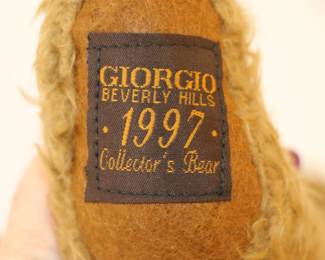 GIORGIO
BEVERLY HILLS
· 1997 ·
Collector's Bear